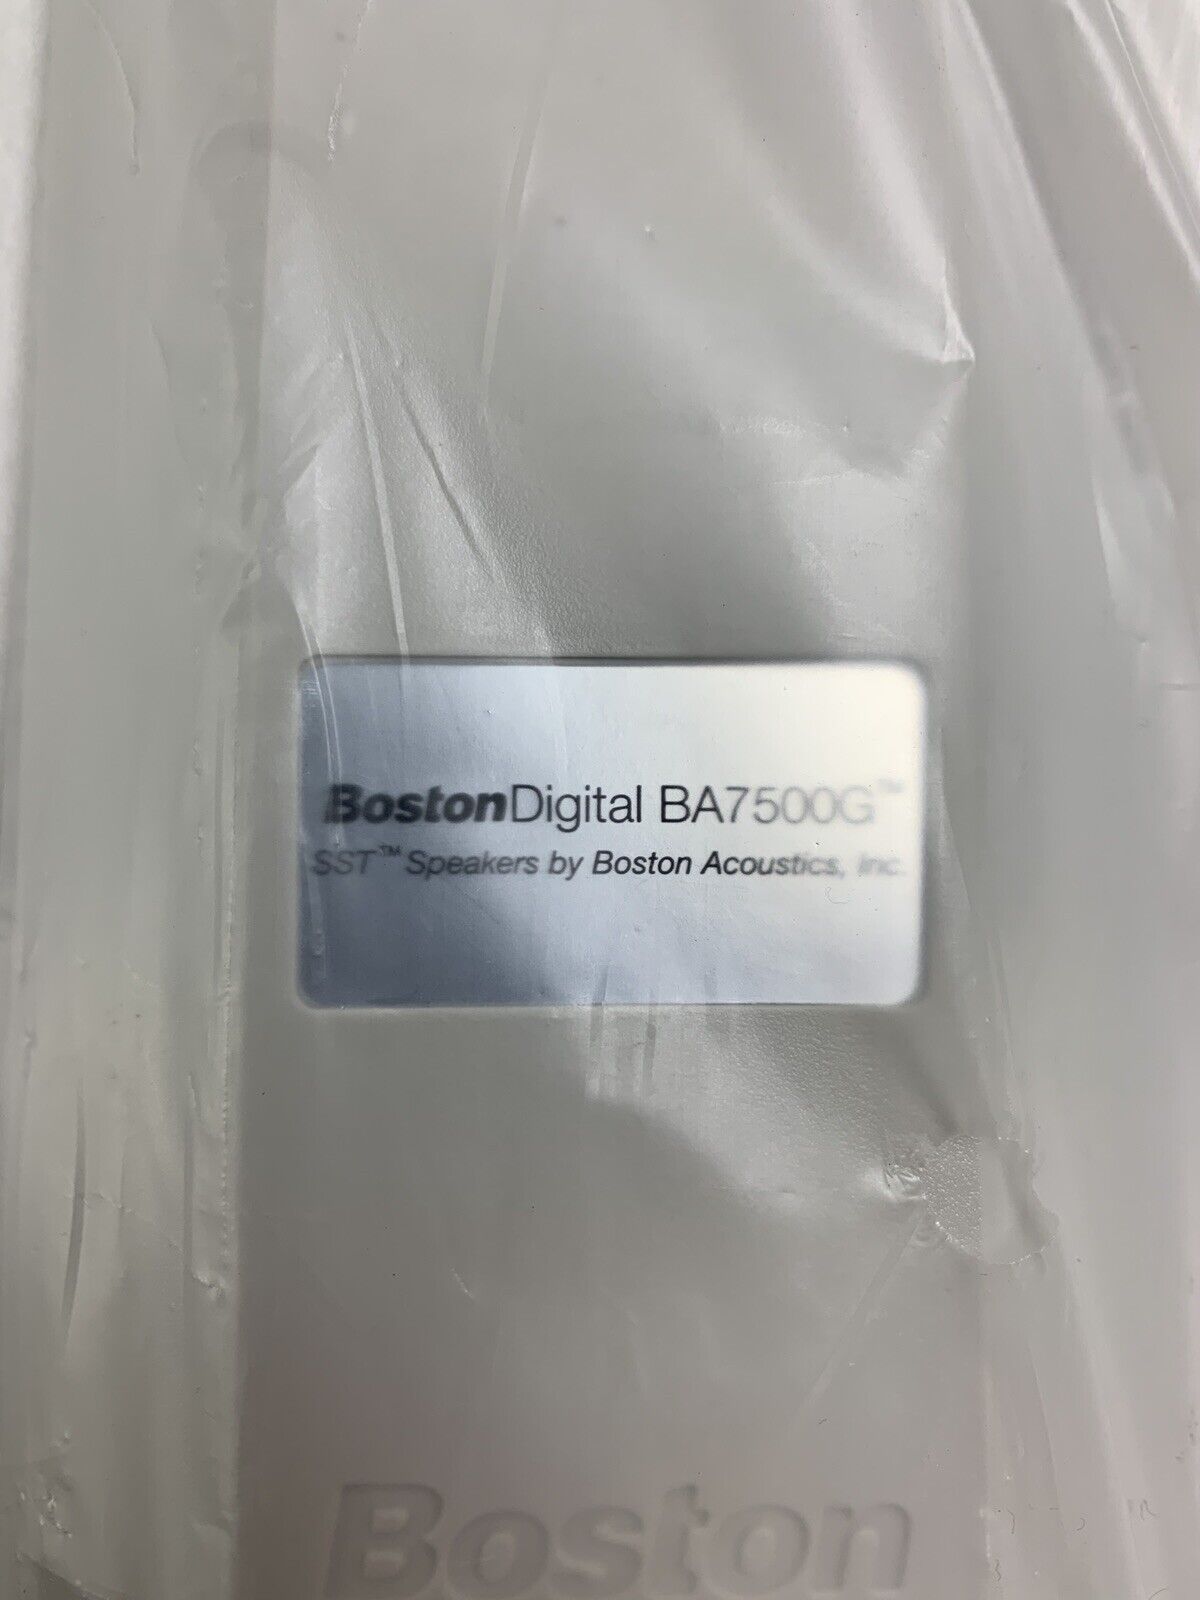 BostonDigital BA7500G™
SST™ Speakers by Boston Acoustics, Inc.
Boston